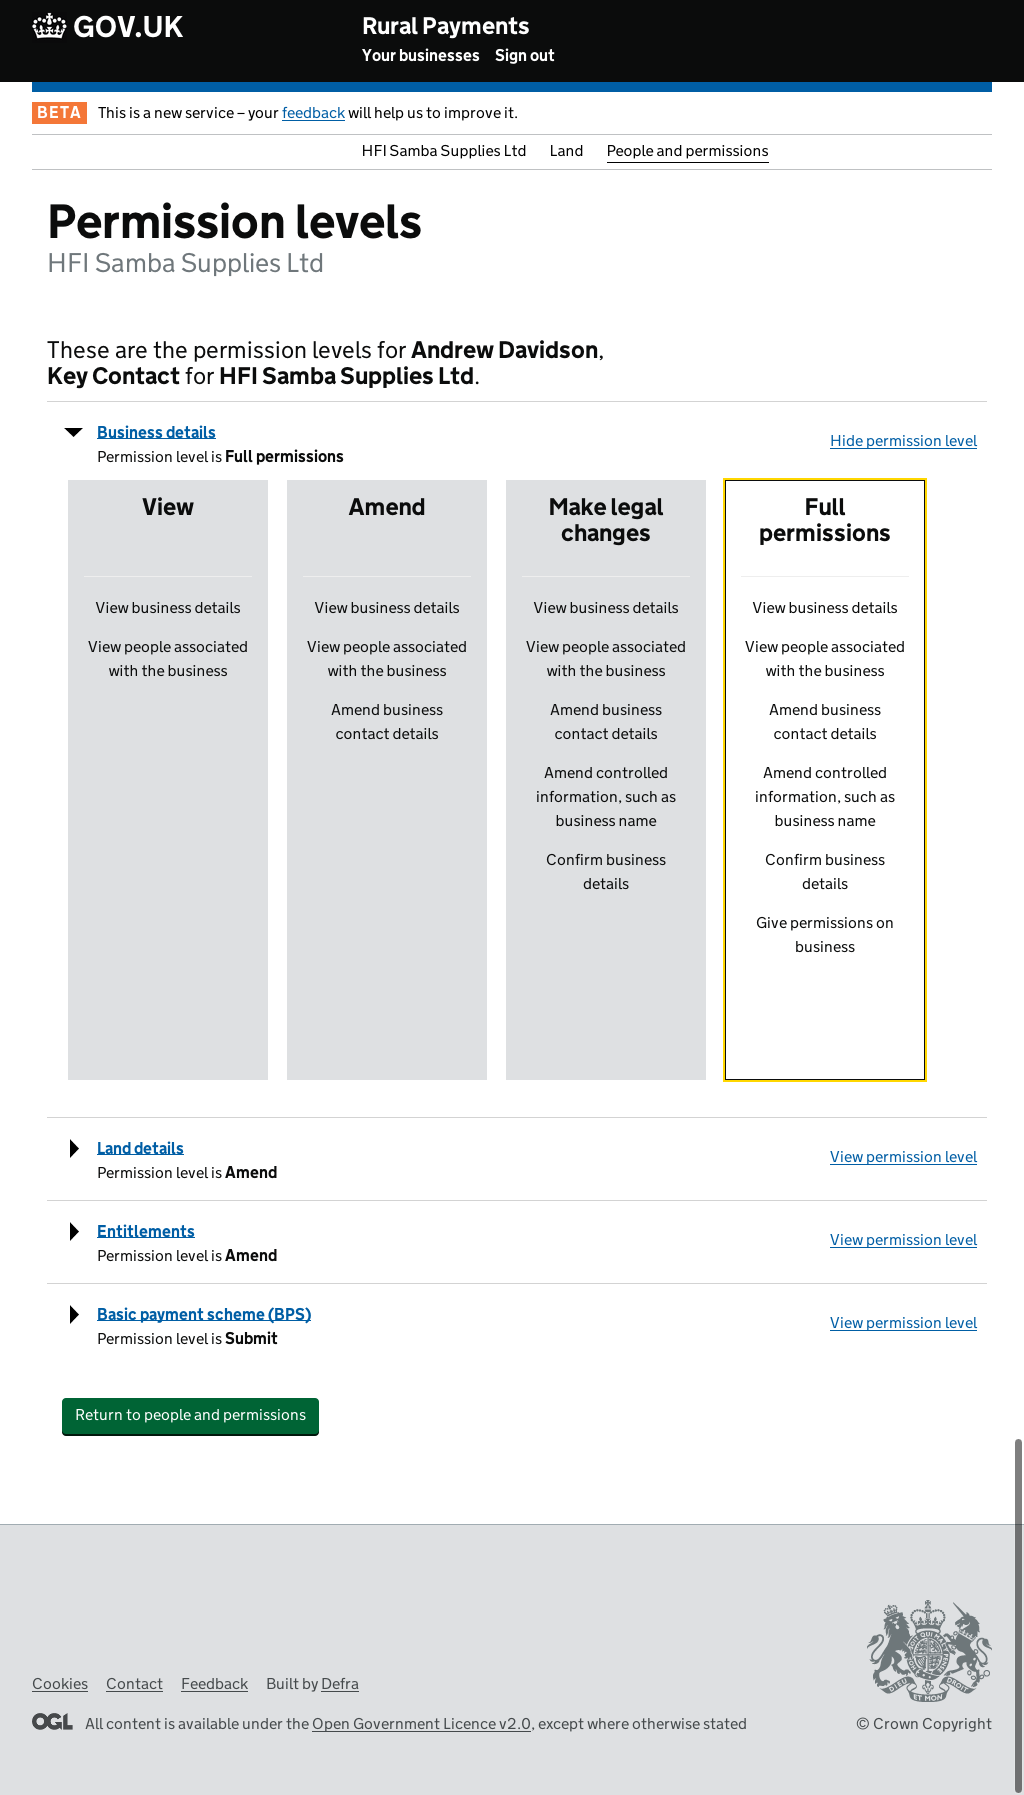 GOV.UK
Rural Payments
Your businesses Sign out
BETA This is a new service – your feedback will help us to improve it.
HFI Samba Supplies Ltd Land People and permissions
Permission levels
HFI Samba Supplies Ltd
These are the permission levels for Andrew Davidson,
Key Contact for HFI Samba Supplies Ltd.
Business details
Permission level is Full permissions
Hide permission level
View
View business details
View people associated
with the business
Amend
View business details
View people associated
with the business
Amend business
contact details
Make legal
changes
View business details
View people associated
with the business
Amend business
contact details
Amend controlled
information, such as
business name
Confirm business
details
Full
permissions
View business details
View people associated
with the business
Amend business
contact details
Amend controlled
information, such as
business name
Confirm business
details
Give permissions on
business
Land details
Permission level is Amend
View permission level
Entitlements
Permission level is Amend
View permission level
Basic payment scheme (BPS)
Permission level is Submit
View permission level
Return to people and permissions
Cookies Contact Feedback Built by Defra
OGL All content is available under the Open Government Licence v2.0, except where otherwise stated
© Crown Copyright